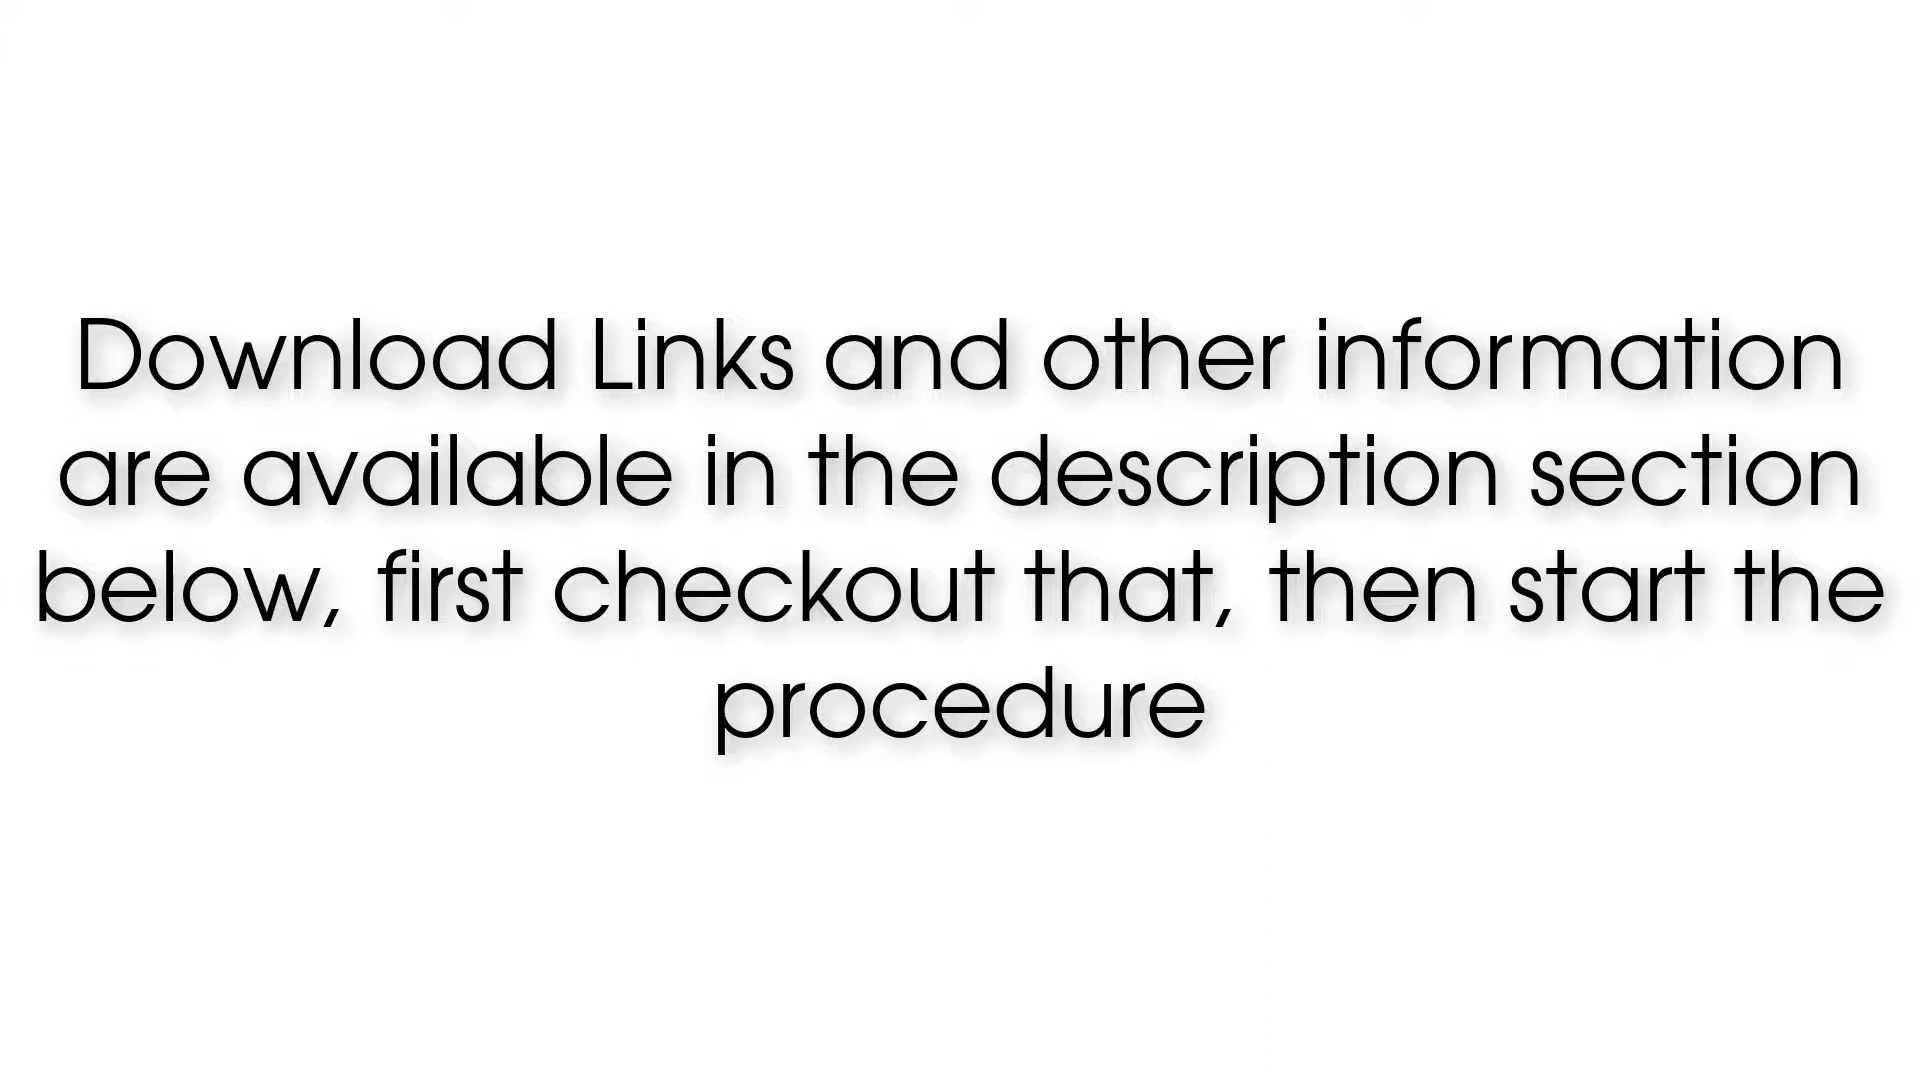 Download Links and other information
are available in the description section
below, first checkout that, then start the
procedure